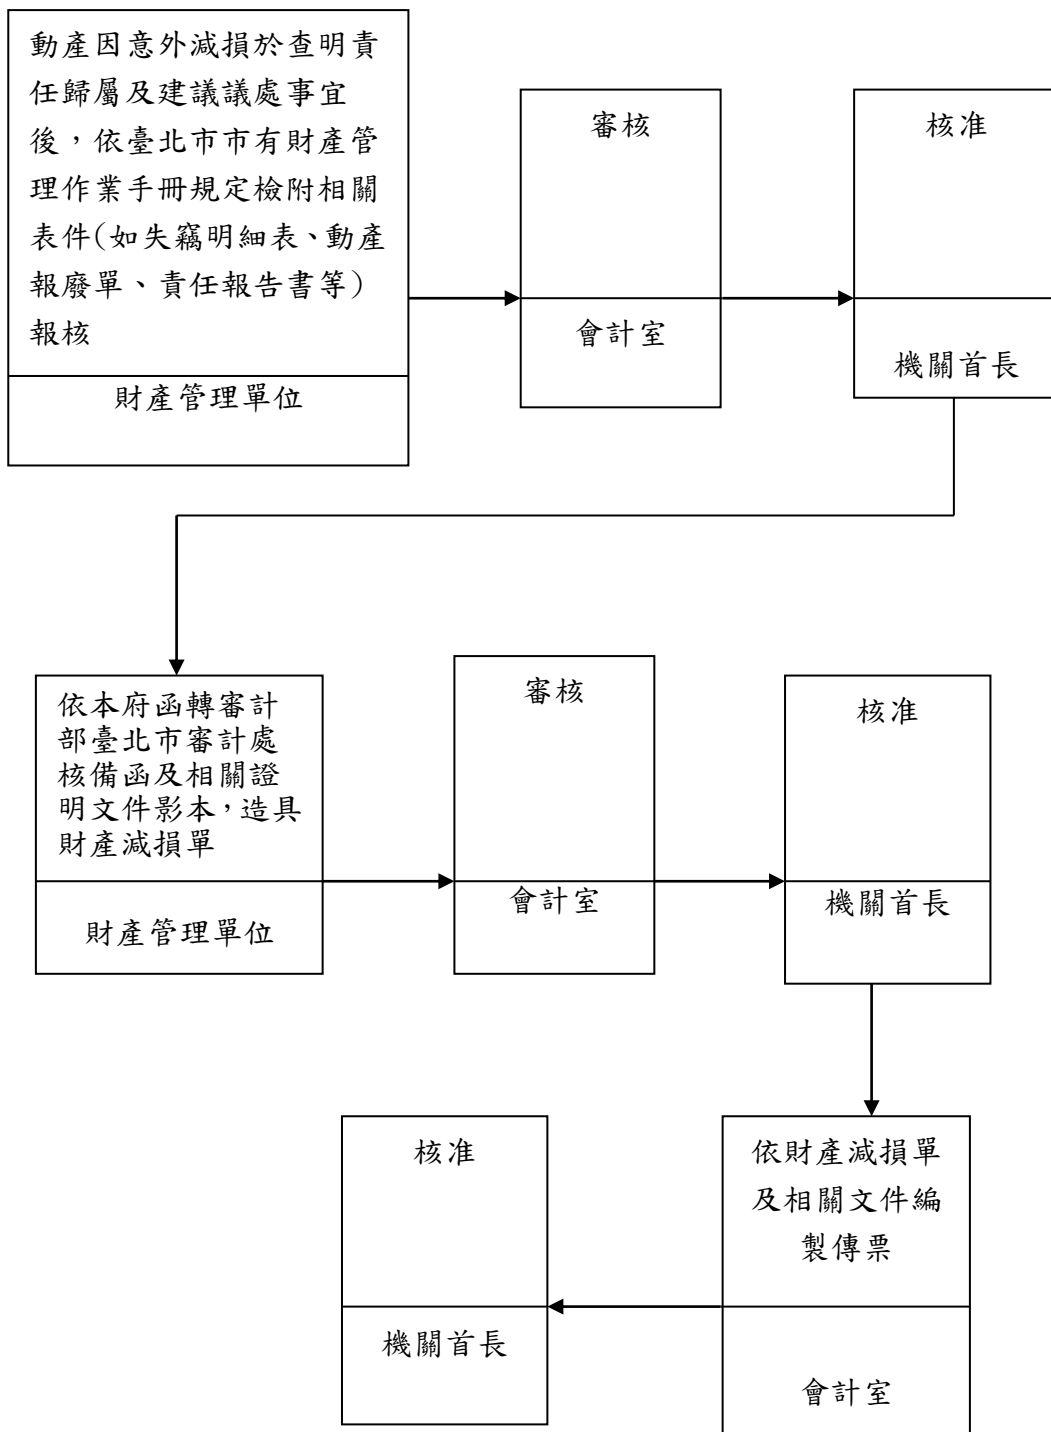 動產因意外減損於查明責
任歸屬及建議議處事宜
後，依臺北市市有財產管
理作業手冊規定檢附相關
表件(如失竊明細表、動產
報廢單、責任報告書等)
報核
財產管理單位
審核
會計室
核准
機關首長
依本府函轉審計
部臺北市審計處
核備函及相關證
明文件影本，造具
財產減損單
財產管理單位
審核
會計室
核准
機關首長
依財產減損單
及相關文件編
製傳票
會計室
核准
機關首長